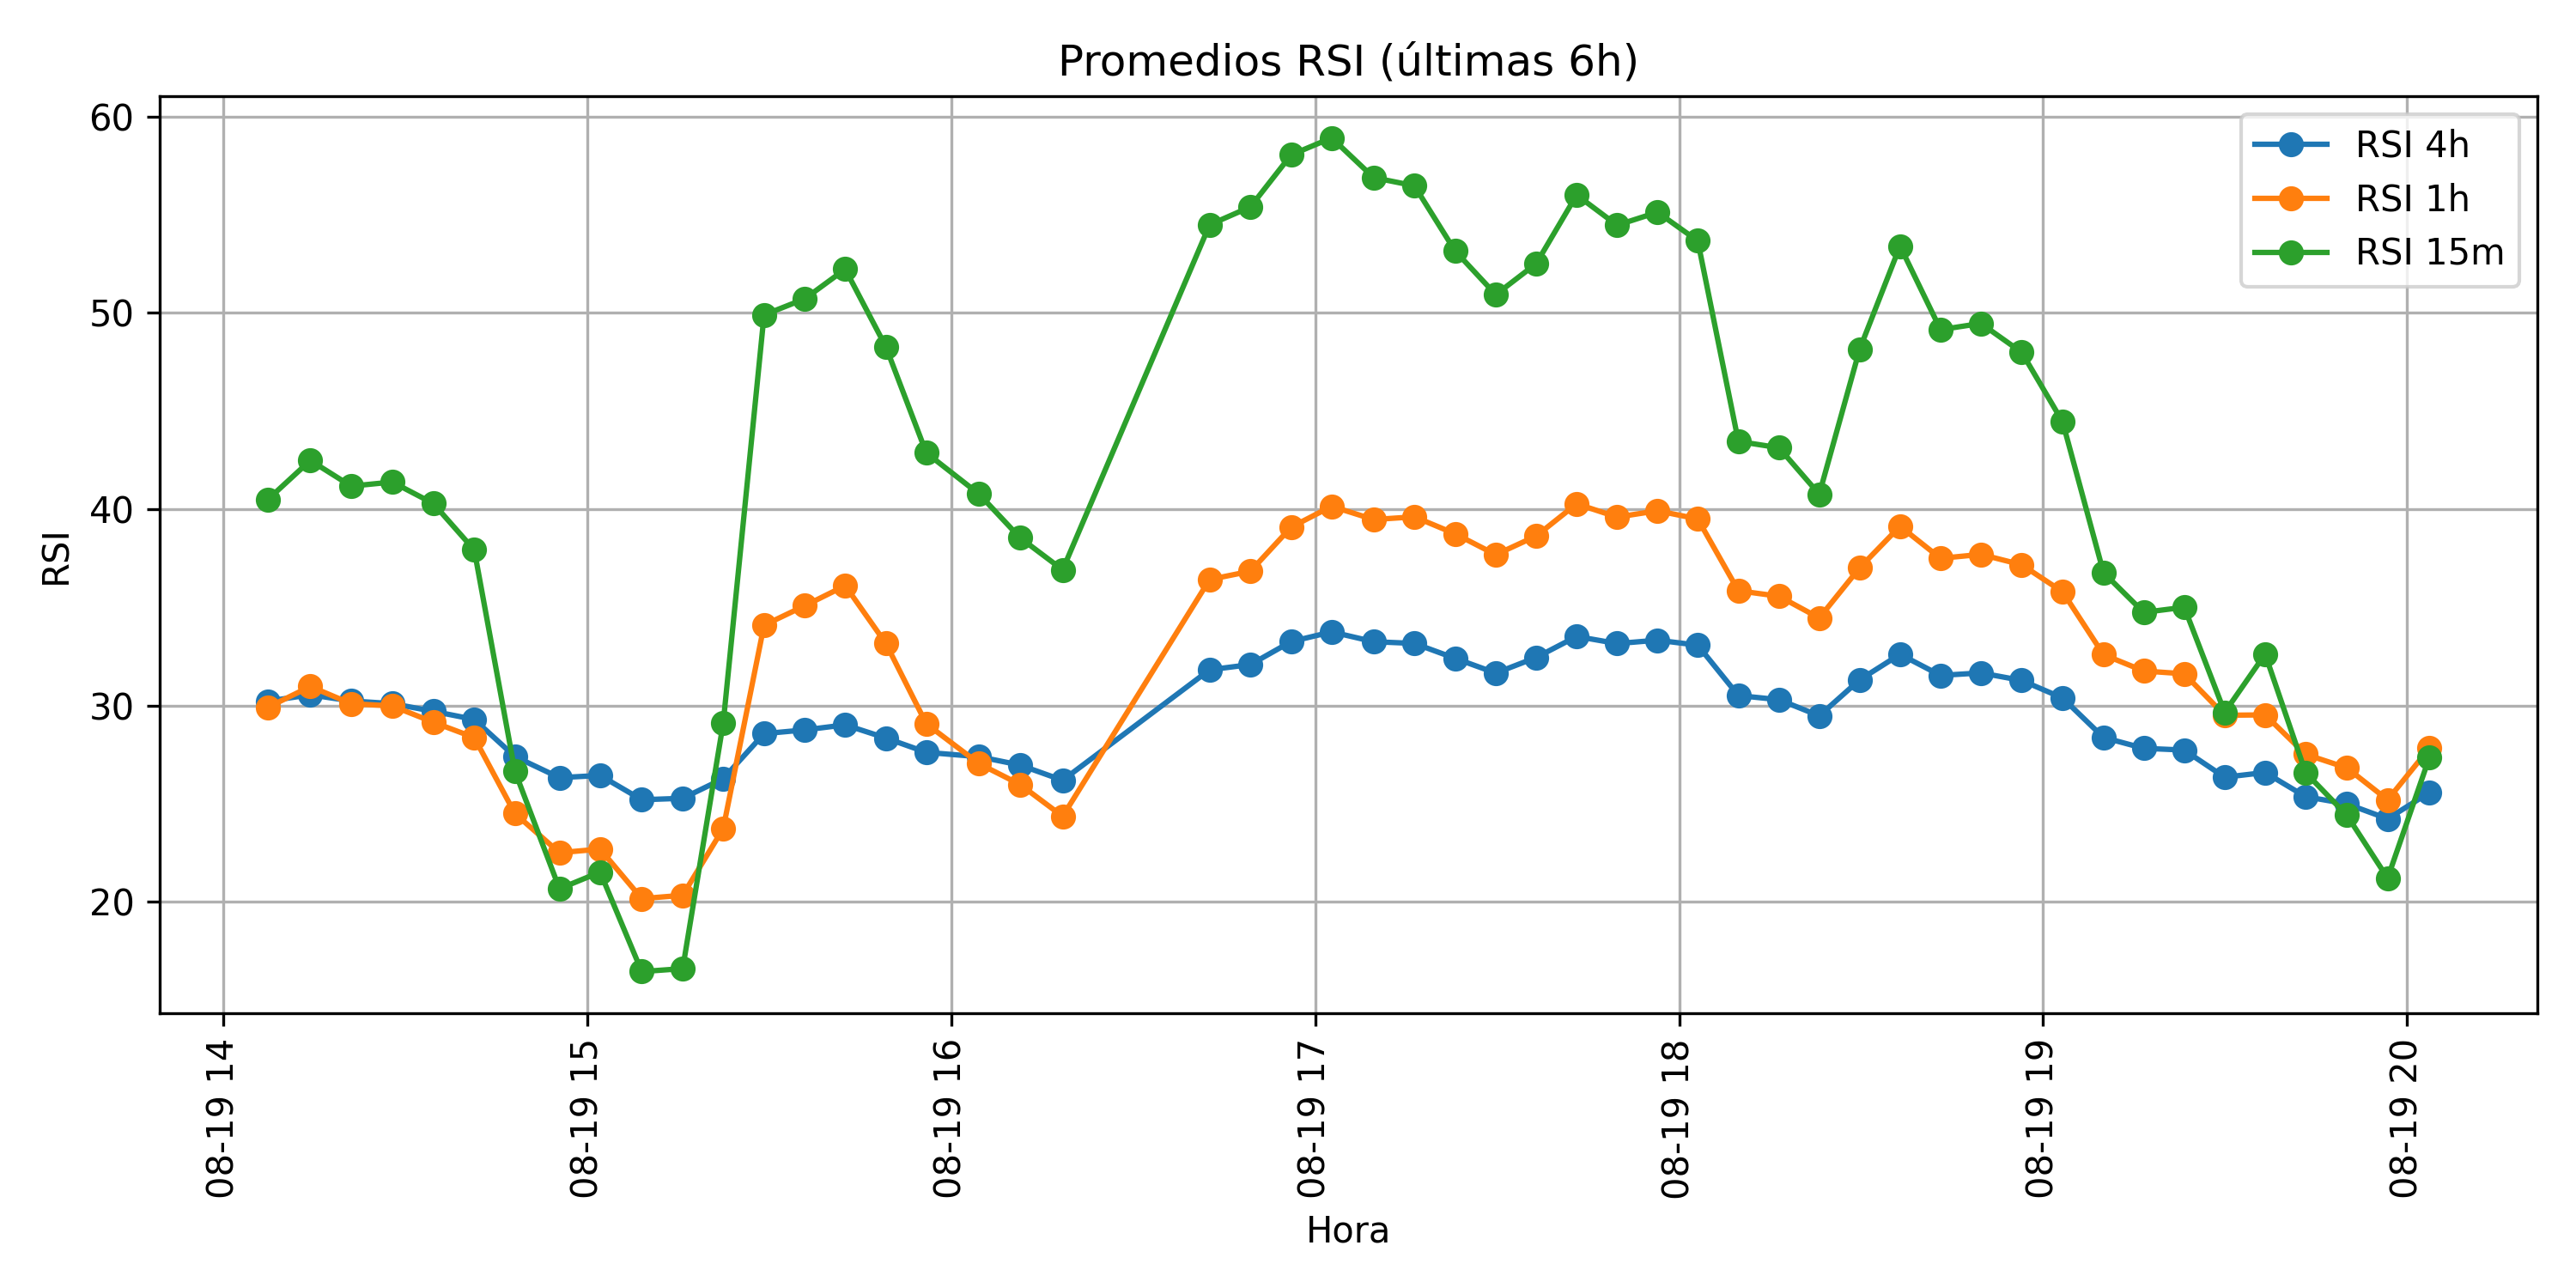 Promedios RSI (últimas 6h)
RSI 4h
RSI 1h
RSI 15m
60
50
40
30
20
RSI
08-19 14
08-19 15
08-19 16
08-19 17
08-19 18
08-19 19
08-19 20
Hora